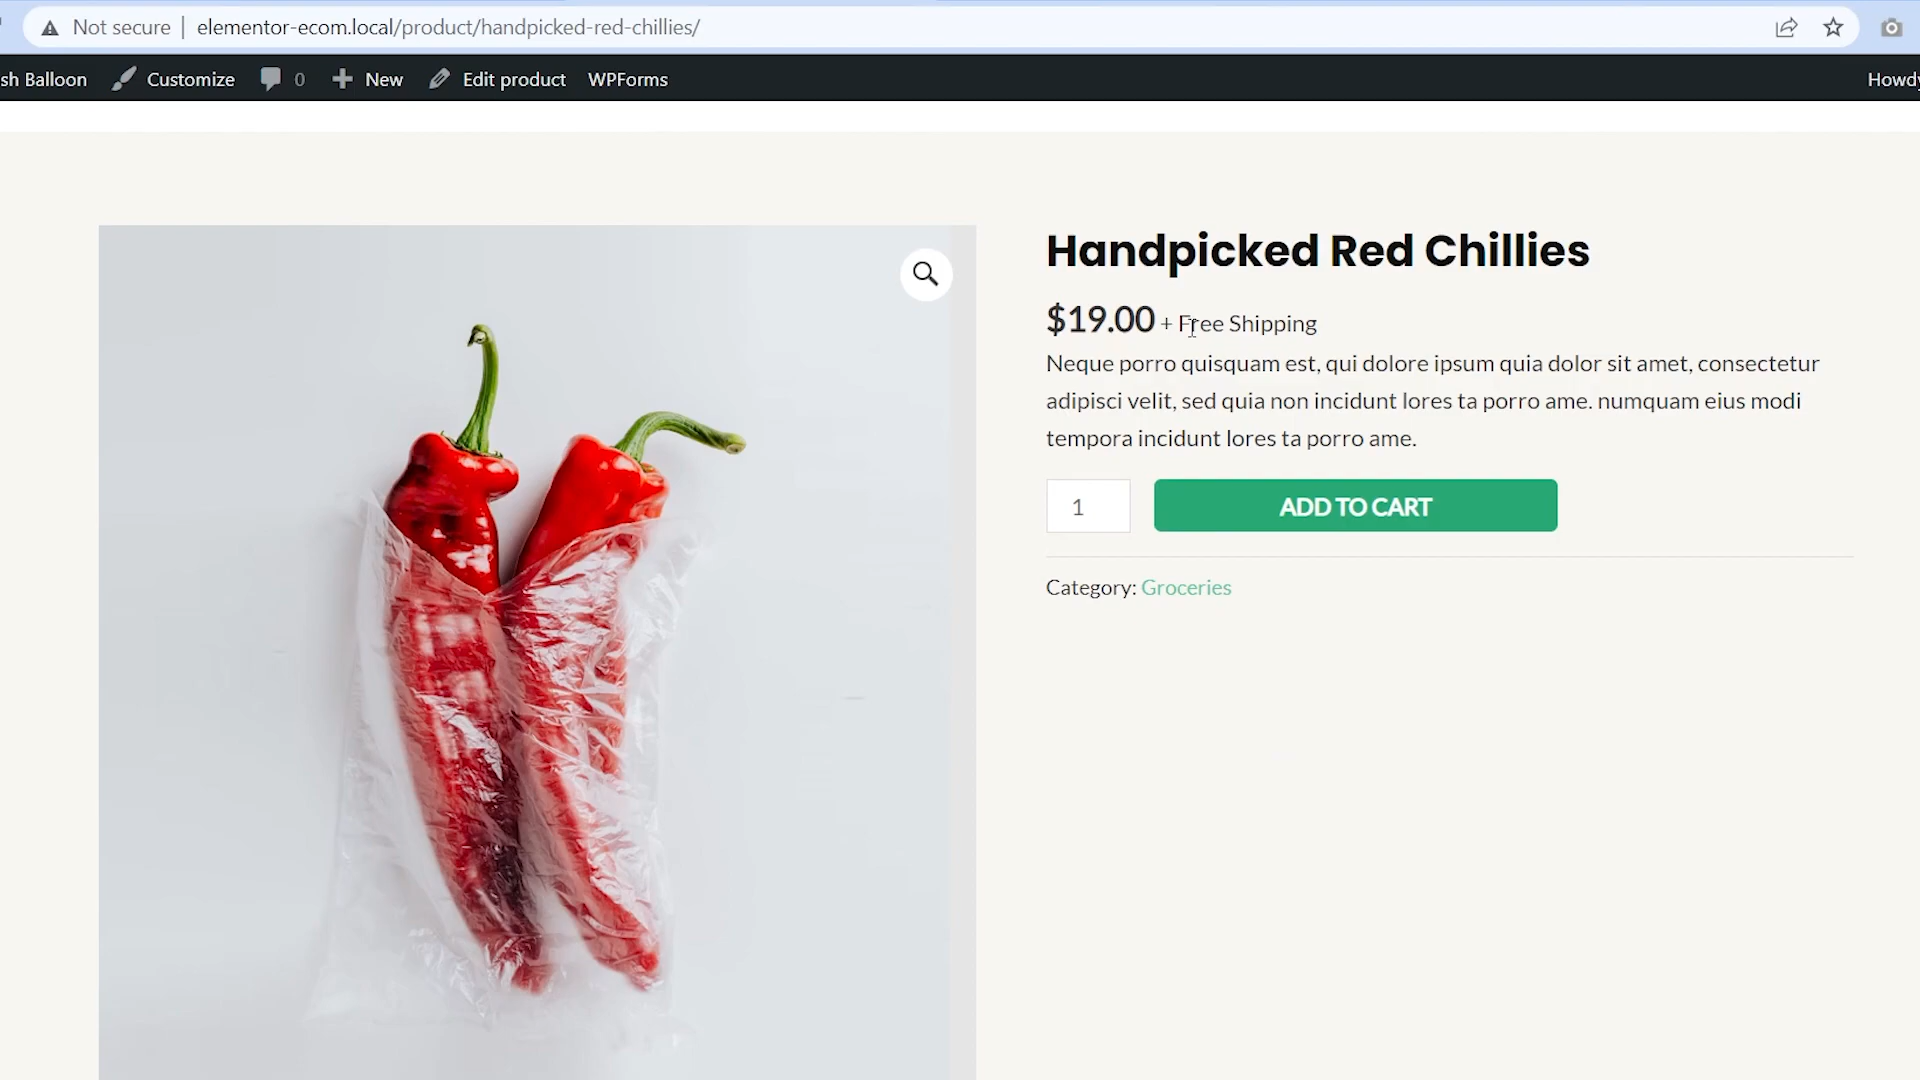 Not secure elementor-ecom.local/product/handpicked-red-chillies/
sh Balloon Customize 0 New Edit product WPForms Howdy
Handpicked Red Chillies
$19.00 + Free Shipping
Neque porro quisquam est, qui dolore ipsum quia dolor sit amet, consectetur
adipisci velit, sed quia non incidunt lores ta porro ame. numquam eius modi
tempora incidunt lores ta porro ame.
1 ADD TO CART
Category: Groceries